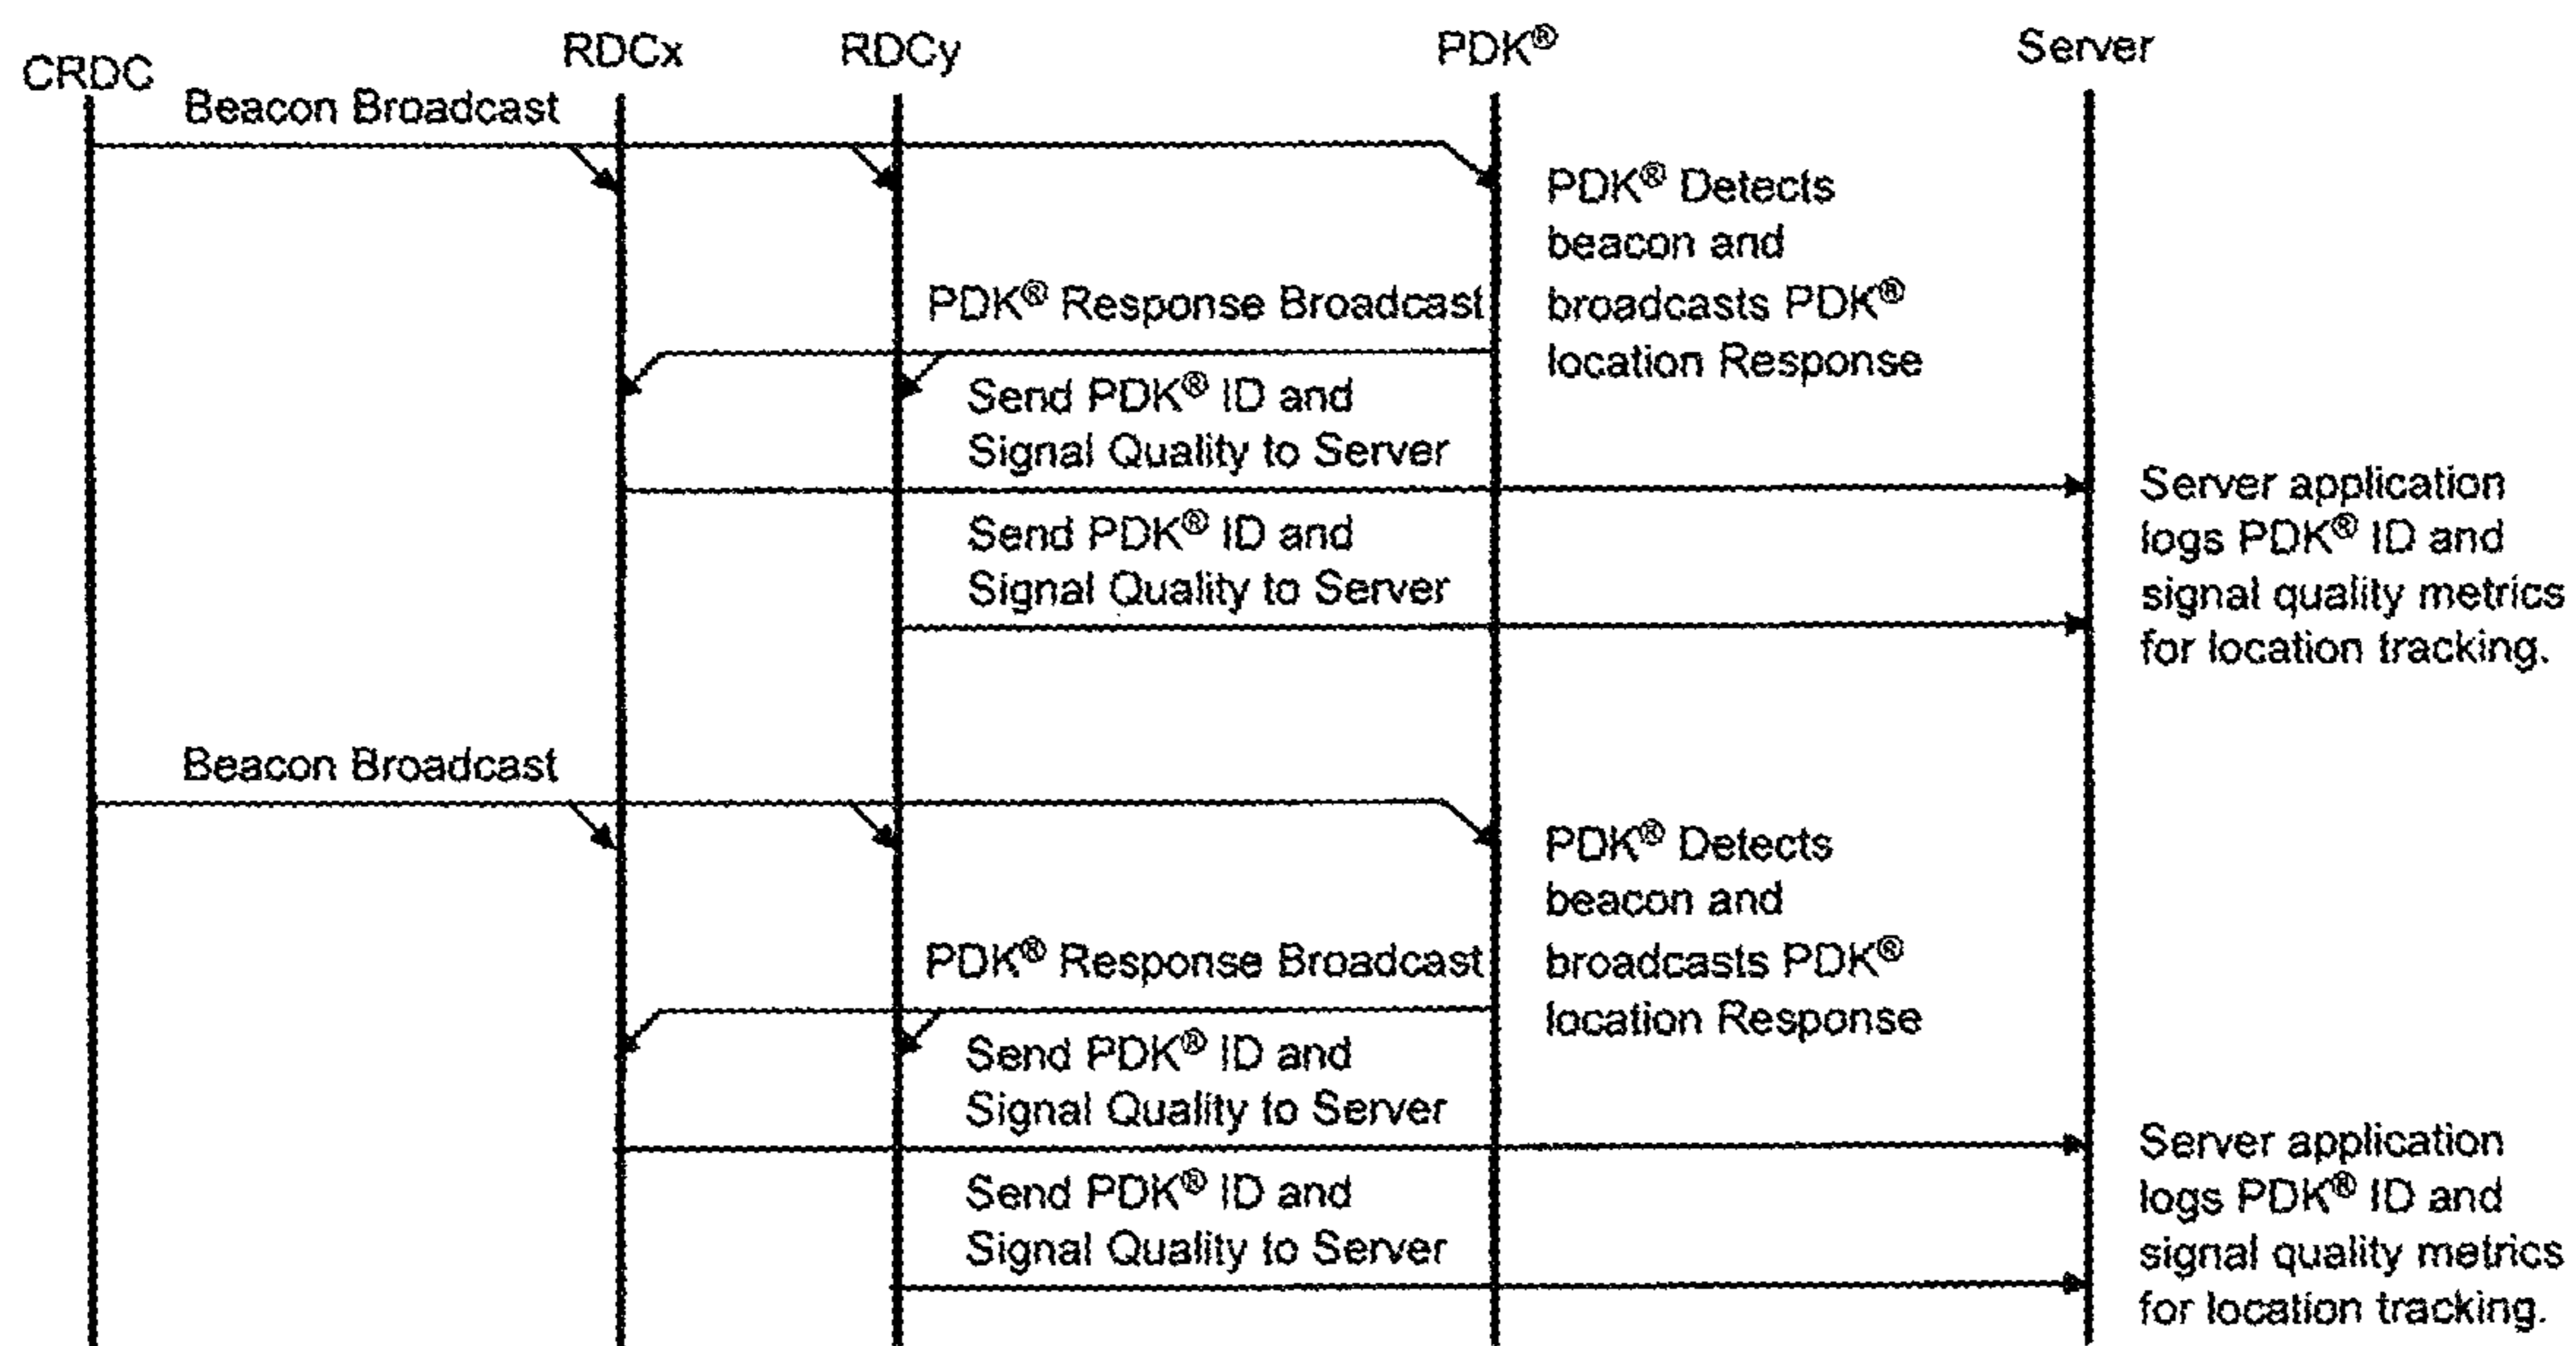 CRDC
RDCx
RDCy
PDK®
Server
Beacon Broadcast
PDK® Detects
beacon and
broadcasts PDK®
location Response
PDK® Response Broadcast
Send PDK® ID and
Signal Quality to Server
Send PDK® ID and
Signal Quality to Server
Server application
logs PDK® ID and
signal quality metrics
for location tracking.
Beacon Broadcast
PDK® Detects
beacon and
broadcasts PDK®
location Response
PDK® Response Broadcast
Send PDK® ID and
Signal Quality to Server
Send PDK® ID and
Signal Quality to Server
Server application
logs PDK® ID and
signal quality metrics
for location tracking.